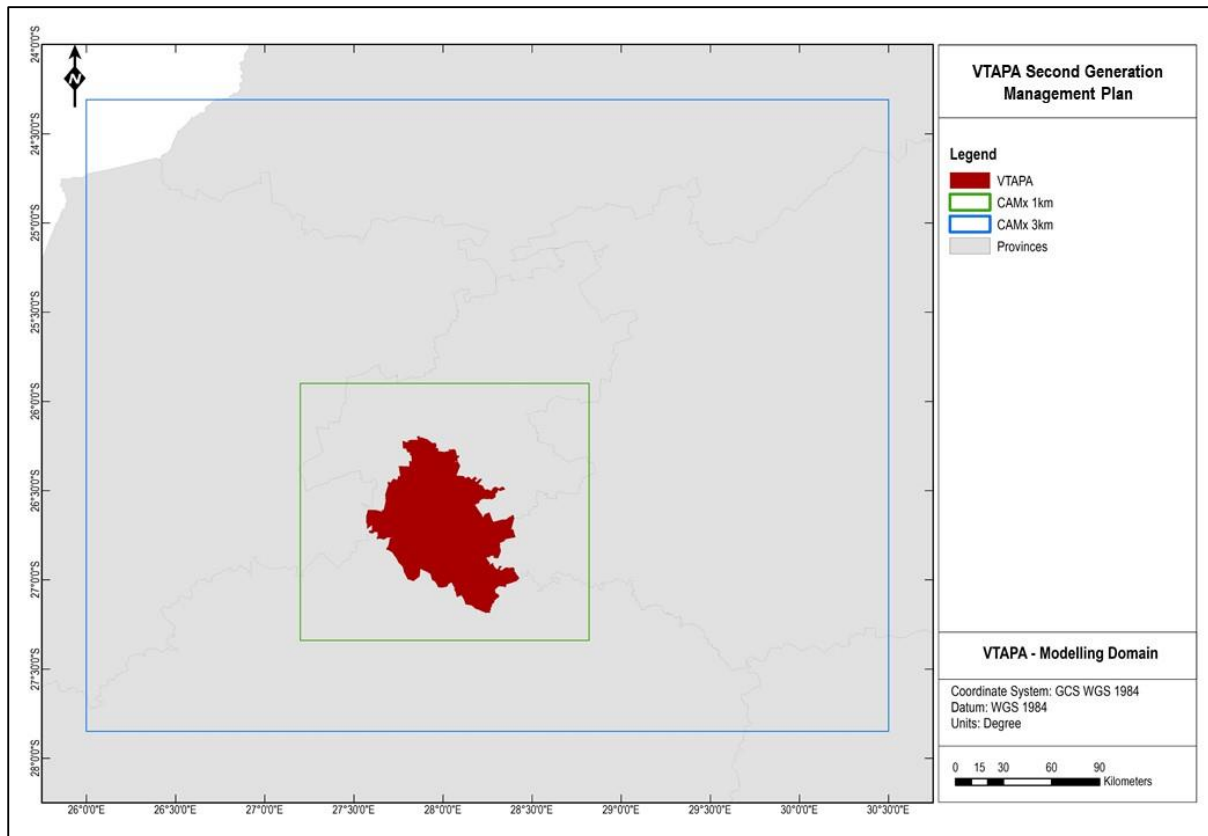 VTAPA Second Generation
Management Plan
Legend
VTAPA
CAMx 1km
CAMx 3km
Provinces
VTAPA - Modelling Domain
Coordinate System: GCS WGS 1984
Datum: WGS 1984
Units: Degree
0 15 30 60 90
Kilometers
N
24°0'0"S
24°30'0"S
25°0'0"S
25°30'0"S
26°0'0"S
26°30'0"S
27°0'0"S
27°30'0"S
28°0'0"S
26°0'0"E 26°30'0"E 27°0'0"E 27°30'0"E 28°0'0"E 28°30'0"E 29°0'0"E 29°30'0"E 30°0'0"E 30°30'0"E